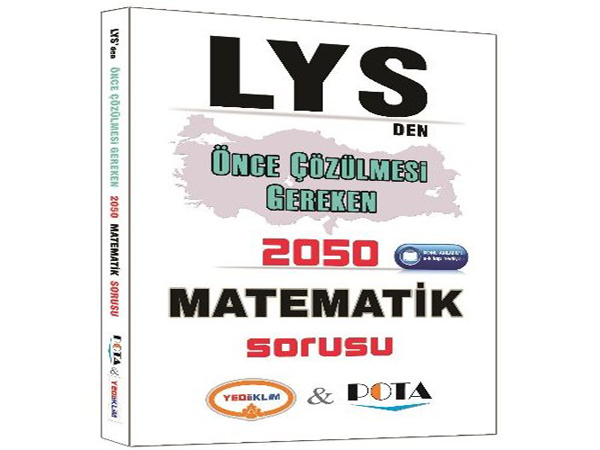 LYS'den ÖNCE ÇÖZÜLMESİ GEREKEN 2050 MATEMATİK SORUSU POTA & YEDİİKLİM
LYS
DEN
ÖNCE ÇÖZÜLMESİ
GEREKEN
2050
MATEMATİK
sorusu
YEDİİKLİM & POTA